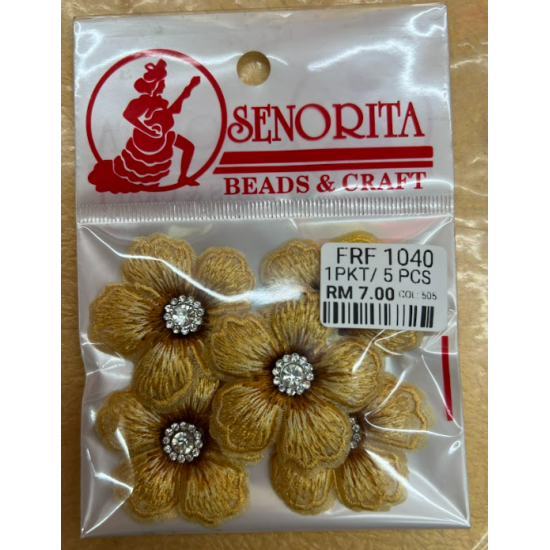 SENORITA
BEADS & CRAFT
FRF 1040
1PKT/ 5 PCS
RM 7.00 COL: 505